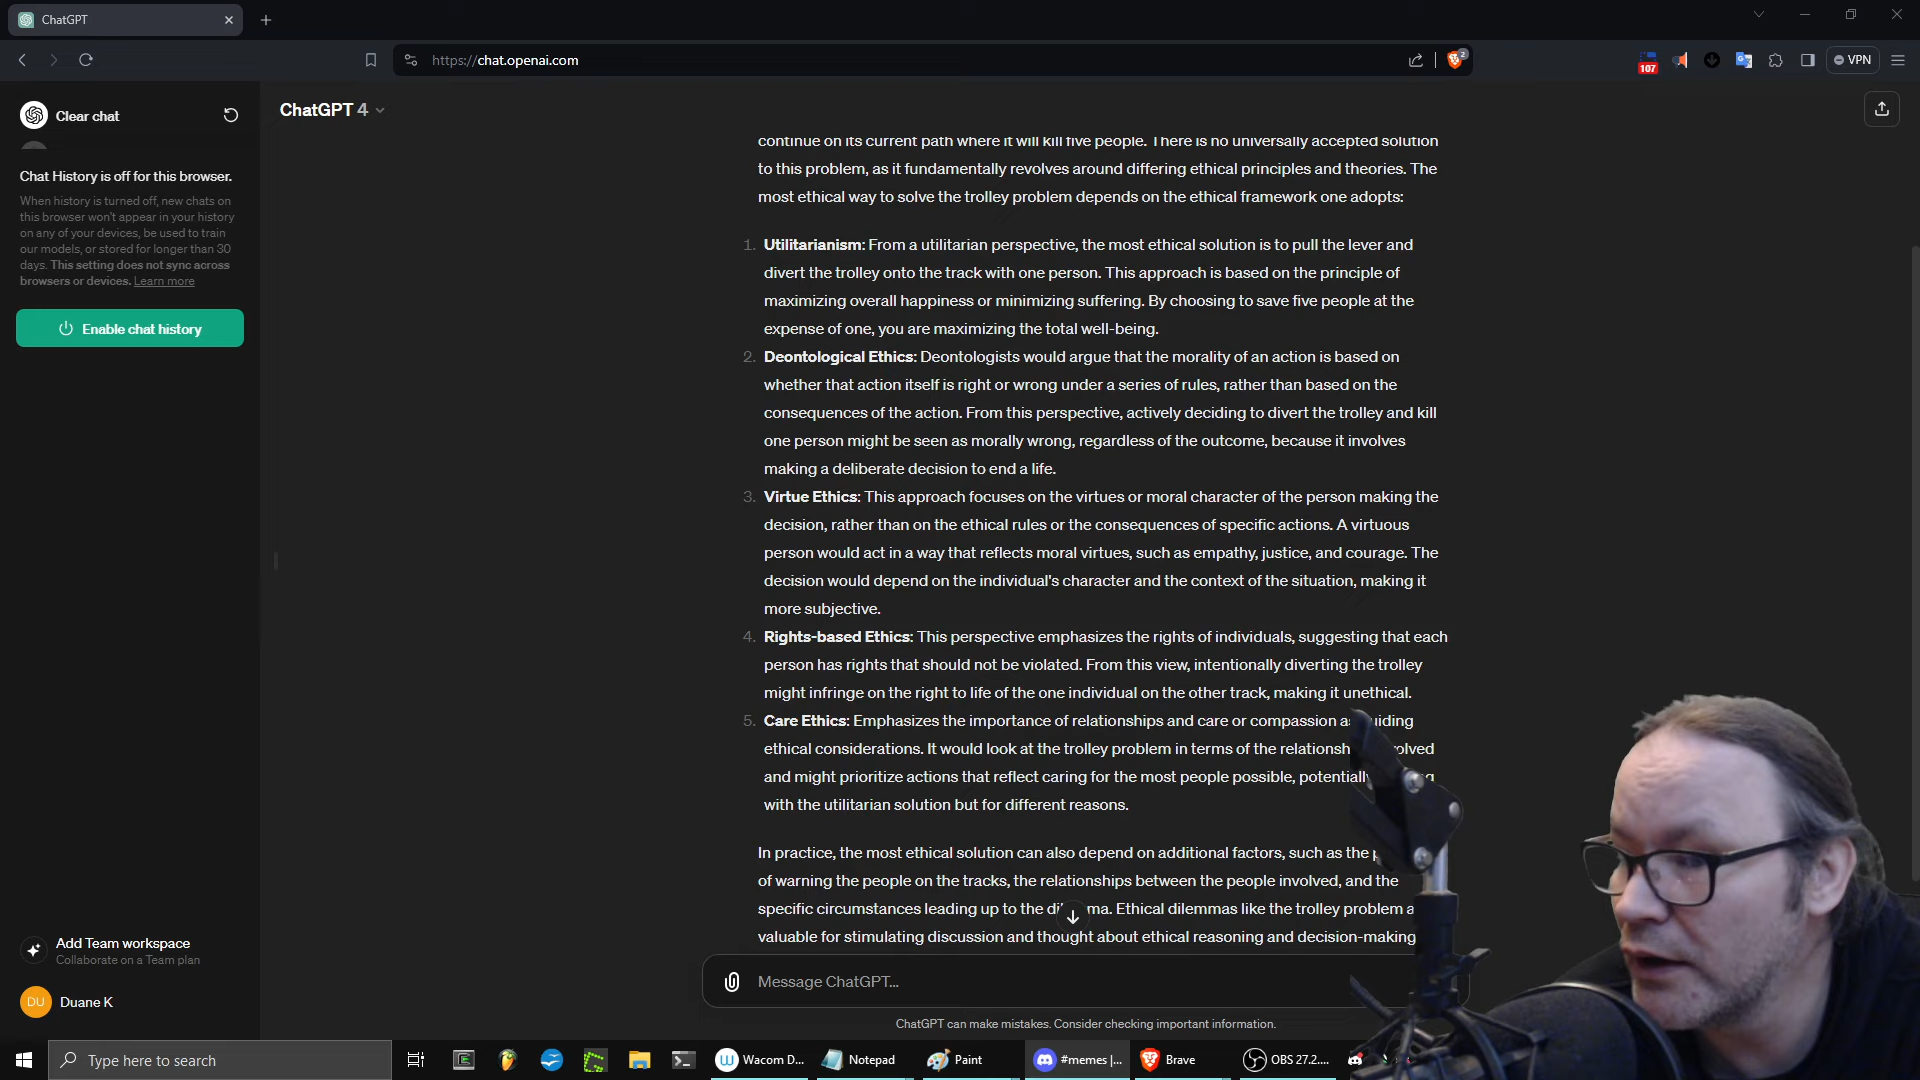 ChatGPT
https://chat.openai.com
2
107
VPN
Clear chat
ChatGPT 4
Chat History is off for this browser.
When history is turned off, new chats on
this browser won't appear in your history
on any of your devices, be used to train
our models, or stored for longer than 30
days. This setting does not sync across
browsers or devices. Learn more
Enable chat history
continue on its current path where it will kill five people. There is no universally accepted solution
to this problem, as it fundamentally revolves around differing ethical principles and theories. The
most ethical way to solve the trolley problem depends on the ethical framework one adopts:
1. Utilitarianism: From a utilitarian perspective, the most ethical solution is to pull the lever and
divert the trolley onto the track with one person. This approach is based on the principle of
maximizing overall happiness or minimizing suffering. By choosing to save five people at the
expense of one, you are maximizing the total well-being.
2. Deontological Ethics: Deontologists would argue that the morality of an action is based on
whether that action itself is right or wrong under a series of rules, rather than based on the
consequences of the action. From this perspective, actively deciding to divert the trolley and kill
one person might be seen as morally wrong, regardless of the outcome, because it involves
making a deliberate decision to end a life.
3. Virtue Ethics: This approach focuses on the virtues or moral character of the person making the
decision, rather than on the ethical rules or the consequences of specific actions. A virtuous
person would act in a way that reflects moral virtues, such as empathy, justice, and courage. The
decision would depend on the individual's character and the context of the situation, making it
more subjective.
4. Rights-based Ethics: This perspective emphasizes the rights of individuals, suggesting that each
person has rights that should not be violated. From this view, intentionally diverting the trolley
might infringe on the right to life of the one individual on the other track, making it unethical.
5. Care Ethics: Emphasizes the importance of relationships and care or compassion
ethical considerations. It would look at the trolley problem in terms of the
and might prioritize actions that reflect caring for the most people possible,
with the utilitarian solution but for different reasons.
In practice, the most ethical solution can also depend on additional factors, such as the
of warning the people on the tracks, the relationships between the people involved, and the
specific circumstances leading up to the Ethical dilemmas like the trolley problem
valuable for stimulating discussion and thought about ethical reasoning and decision-making
Add Team workspace
Collaborate on a Team plan
DU Duane K
Message ChatGPT...
ChatGPT can make mistakes. Consider checking important information.
Type here to search
Wacom D...
Notepad
Paint
#memes |...
Brave
OBS 27.2....